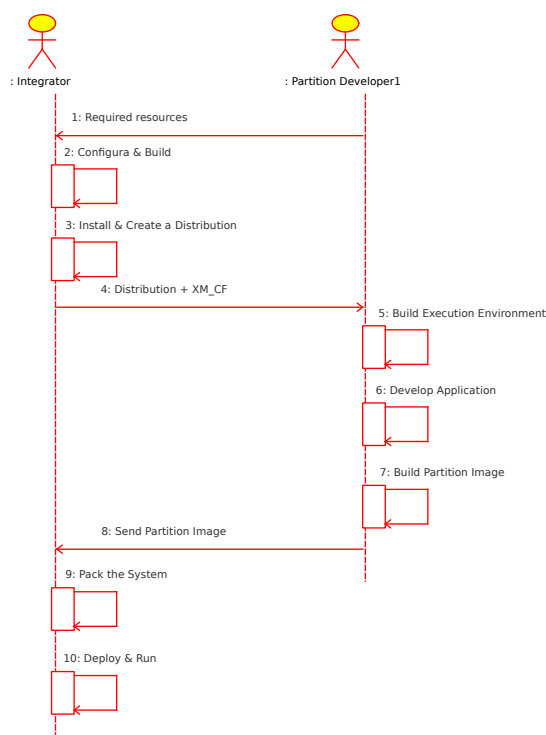 : Integrator
: Partition Developer1
1: Required resources
2: Configura & Build
3: Install & Create a Distribution
4: Distribution + XM_CF
5: Build Execution Environment
6: Develop Application
7: Build Partition Image
8: Send Partition Image
9: Pack the System
10: Deploy & Run